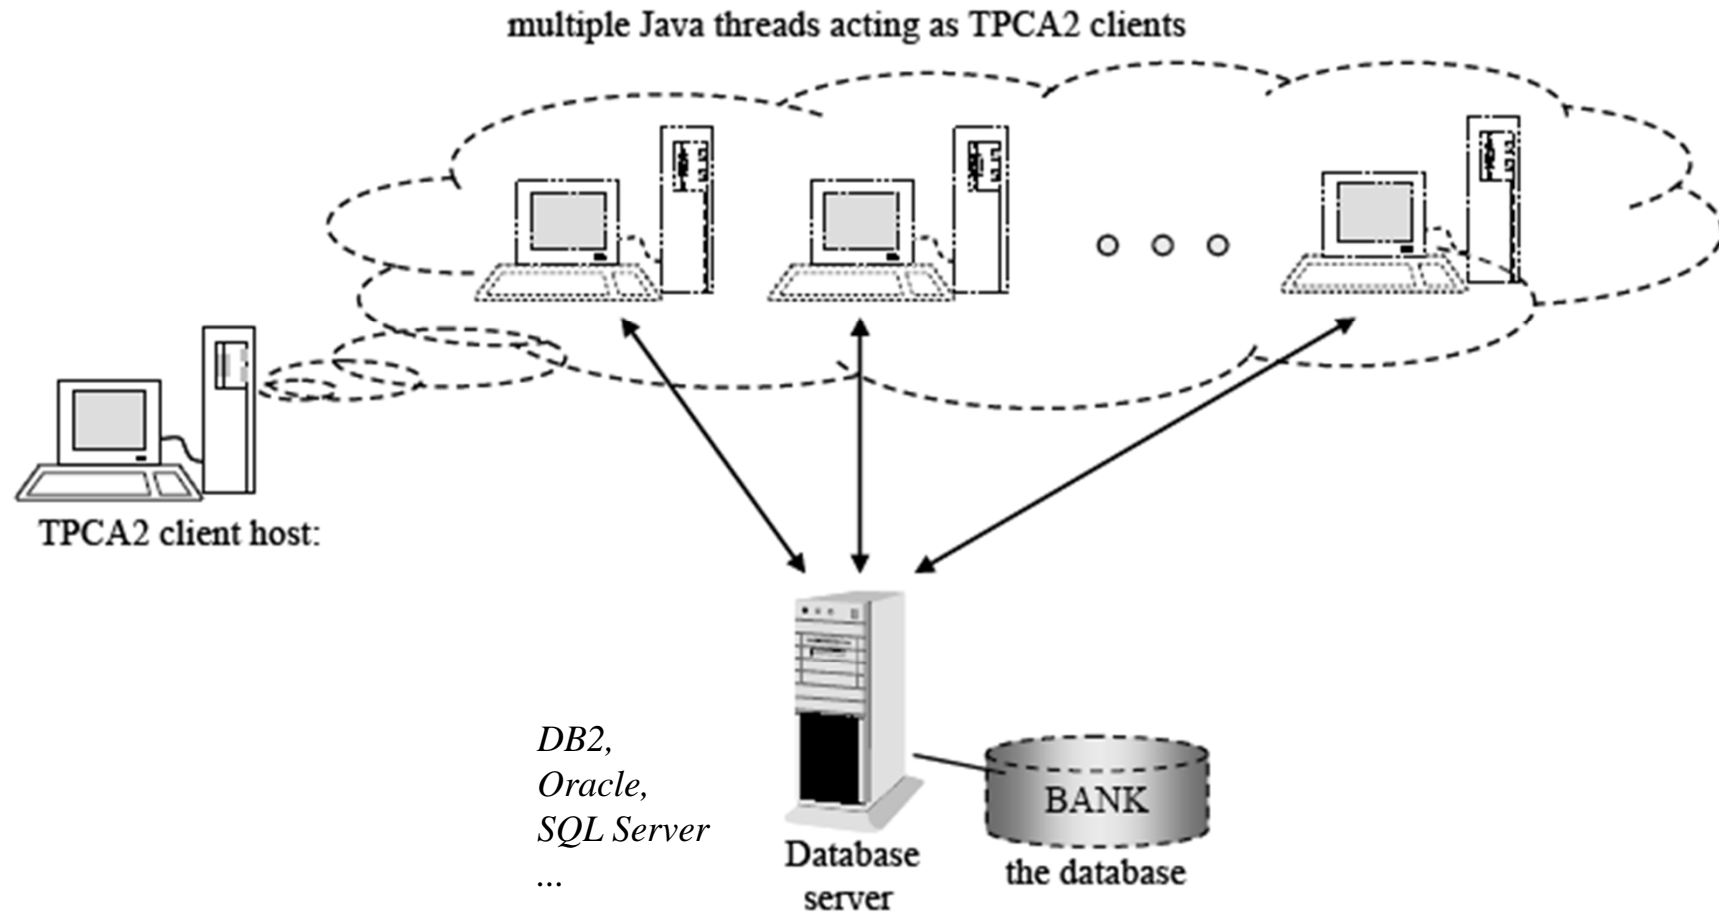 multiple Java threads acting as TPCA2 clients
TPCA2 client host:
DB2,
Oracle,
SQL Server
...
Database
server
BANK
the database